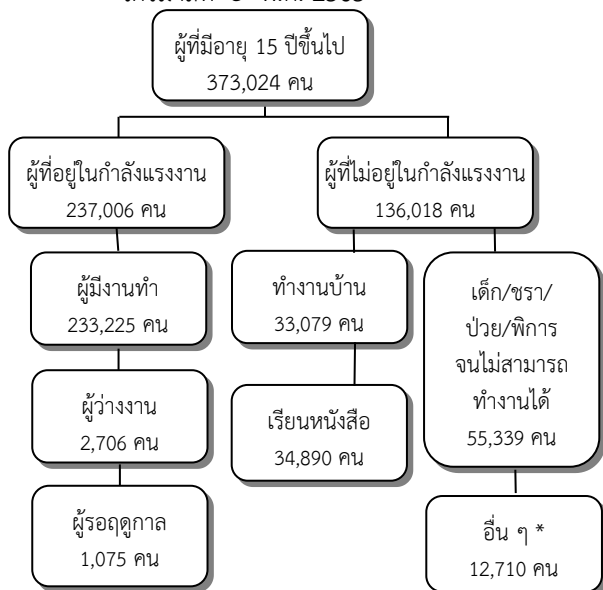 ผู้ที่มีอายุ 15 ปีขึ้นไป
373,024 คน
ผู้ที่อยู่ในกำลังแรงงาน
237,006 คน
ผู้ที่ไม่อยู่ในกำลังแรงงาน
136,018 คน
ผู้มีงานทำ
233,225 คน
ผู้ว่างงาน
2,706 คน
ผู้รอฤดูกาล
1,075 คน
ทำงานบ้าน
33,079 คน
เรียนหนังสือ
34,890 คน
เด็ก/ชรา/
ป่วย/พิการ
จนไม่สามารถ
ทำงานได้
55,339 คน
อื่น ๆ *
12,710 คน